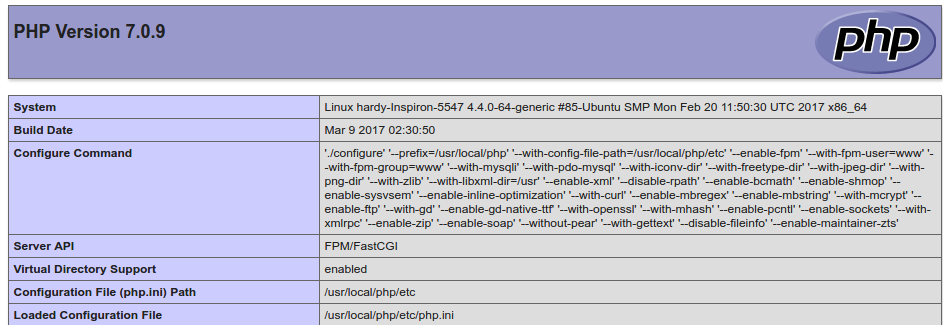 PHP Version 7.0.9
php
System Linux hardy-Inspiron-5547 4.4.0-64-generic #85-Ubuntu SMP Mon Feb 20 11:50:30 UTC 2017 x86_64
Build Date Mar 9 2017 02:30:50
Configure Command './configure' '--prefix=/usr/local/php' '--with-config-file-path=/usr/local/php/etc' '--enable-fpm' '--with-fpm-user=www' '-
-with-fpm-group=www' '--with-mysqli' '--with-pdo-mysql' '--with-iconv-dir' '--with-freetype-dir' '--with-jpeg-dir' '--with-
png-dir' '--with-zlib' '--with-libxml-dir=/usr' '--enable-xml' '--disable-rpath' '--enable-bcmath' '--enable-shmop' '--
enable-sysvsem' '--enable-inline-optimization' '--with-curl' '--enable-mbregex' '--enable-mbstring' '--with-mcrypt' '--
enable-ftp' '--with-gd' '--enable-gd-native-ttf' '--with-openssl' '--with-mhash' '--enable-pcntl' '--enable-sockets' '--with-
xmlrpc' '--enable-zip' '--enable-soap' '--without-pear' '--with-gettext' '--disable-fileinfo' '--enable-maintainer-zts'
Server API FPM/FastCGI
Virtual Directory Support enabled
Configuration File (php.ini) Path /usr/local/php/etc
Loaded Configuration File /usr/local/php/etc/php.ini